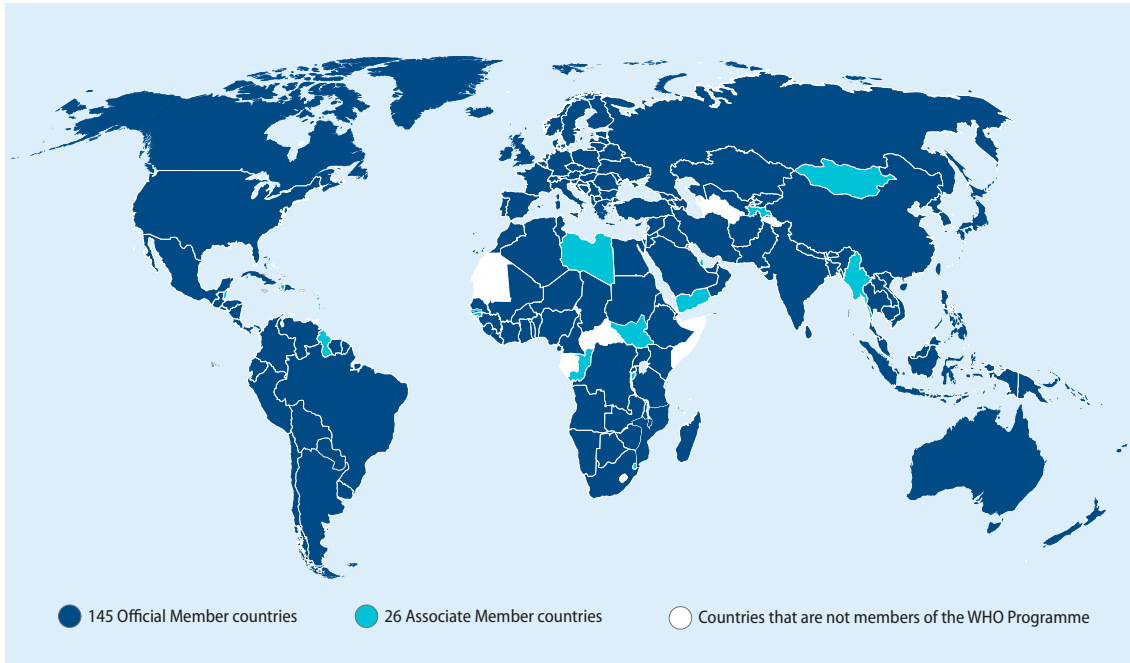 145 Official Member countries
26 Associate Member countries
Countries that are not members of the WHO Programme